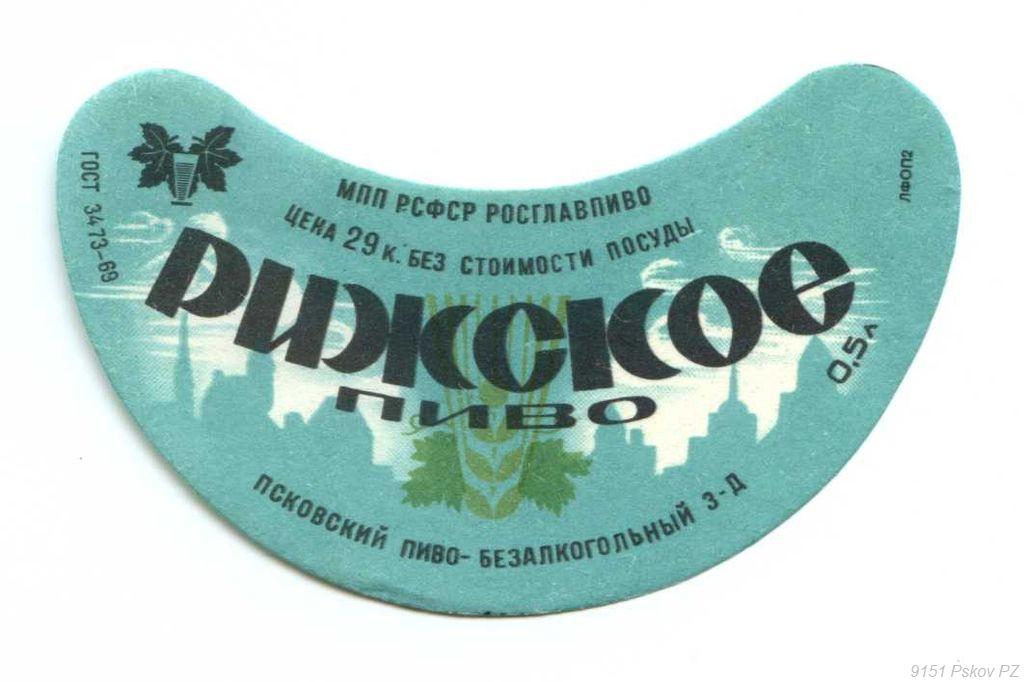 МПП РСФСР РОСГЛАВПИВО
ЦЕНА 29 К. БЕЗ СТОИМОСТИ ПОСУДЫ
ГОСТ 3473-69
ЛФОП2
РИЖСКОЕ
ПИВО
0,5 л
ПСКОВСКИЙ ПИВО-БЕЗАЛКОГОЛЬНЫЙ З-Д
9151 Pskov PZ